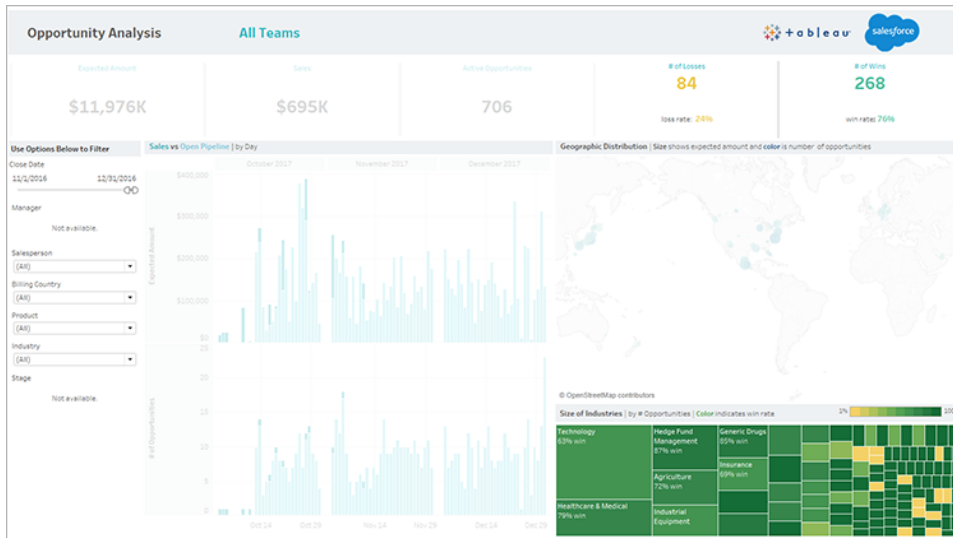 Opportunity Analysis
All Teams
+ a b l e a u
salesforce
Expected Amount
$11,976K
Sales
$695K
Active Opportunities
706
# of Losses
84
loss rate: 24%
# of Wins
268
win rate: 76%
Use Options Below to Filter
Close Date
11/1/2016 12/31/2016
Manager
Not available.
Salesperson
(All)
Billing Country
(All)
Product
(All)
Industry
(All)
Stage
Not available.
Sales vs Open Pipeline | by Day
October 2017 November 2017 December 2017
Expected Amount
$400,000
$300,000
$200,000
$100,000
$0
# of Opportunities
25
20
15
10
5
0
Oct 14 Oct 29 Nov 14 Nov 29 Dec 14 Dec 29
Geographic Distribution | Size shows expected amount and color is number of opportunities
© OpenStreetMap contributors
Size of Industries | by # Opportunities | Color indicates win rate
1% 100
Technology
63% win
Healthcare & Medical
79% win
Hedge Fund
Management
87% win
Agriculture
72% win
Industrial
Equipment
Generic Drugs
85% win
Insurance
69% win